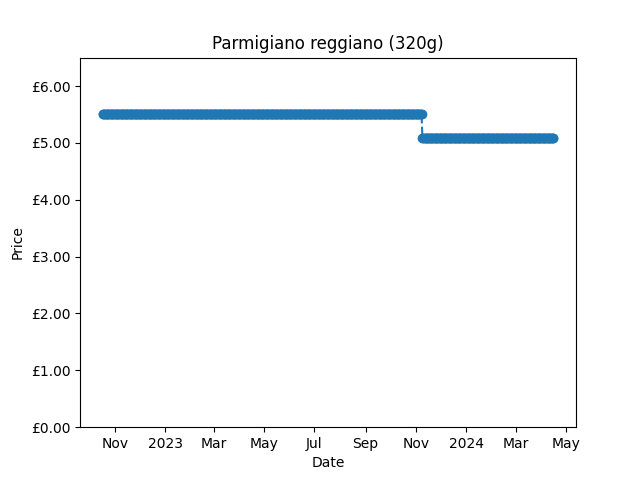 Parmigiano reggiano (320g)
Price
£6.00
£5.00
£4.00
£3.00
£2.00
£1.00
£0.00
Nov 2023 Mar May Jul Sep Nov 2024 Mar May
Date